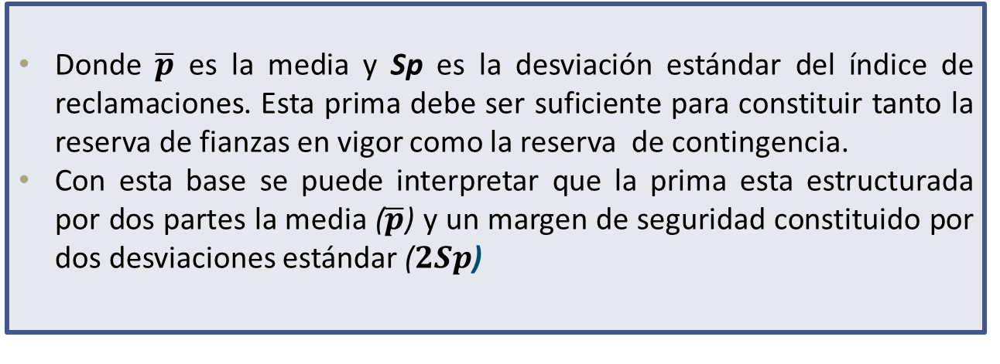 • Donde p̅ es la media y Sp es la desviación estándar del índice de
reclamaciones. Esta prima debe ser suficiente para constituir tanto la
reserva de fianzas en vigor como la reserva  de contingencia.
• Con esta base se puede interpretar que la prima esta estructurada
por dos partes la media (p̅) y un margen de seguridad constituido por
dos desviaciones estándar (2Sp)